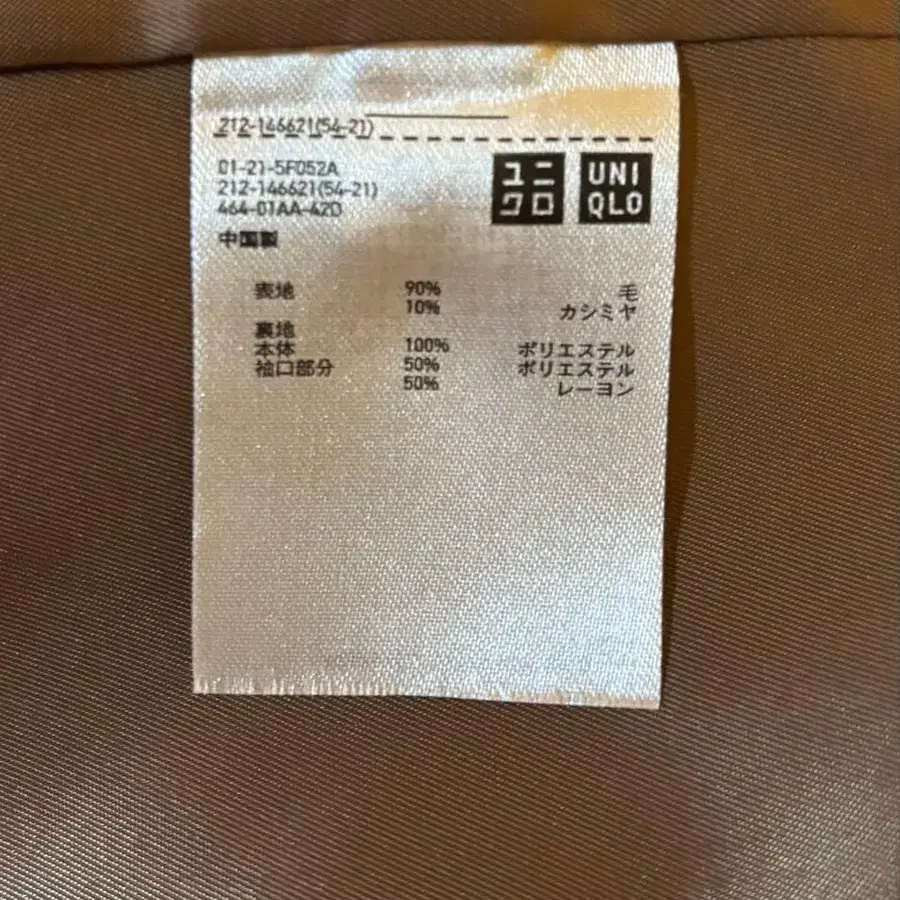 212-146621(54-21)
01-21-5F052A
212-146621(54-21)
464-01AA-42D
中国製
ユニ
クロ
UNI
QLO
表地 90% 毛
10% カシミヤ
裏地
本体 100% ポリエステル
袖口部分 50% ポリエステル
50% レーヨン